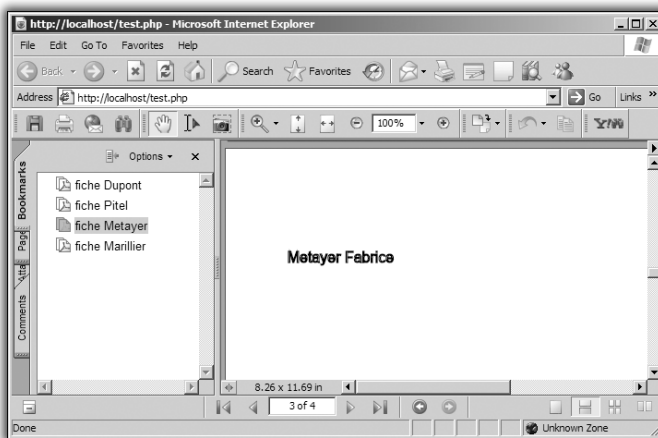 http://localhost/test.php - Microsoft Internet Explorer
File Edit Go To Favorites Help
Back Search Favorites
Address http://localhost/test.php Go Links »
100%
Options
Bookmarks
fiche Dupont
fiche Pitel
fiche Metayer
fiche Marillier
Page
Atta
Comments
Metayer Fabrice
8.26 x 11.69 in
3 of 4
Done Unknown Zone